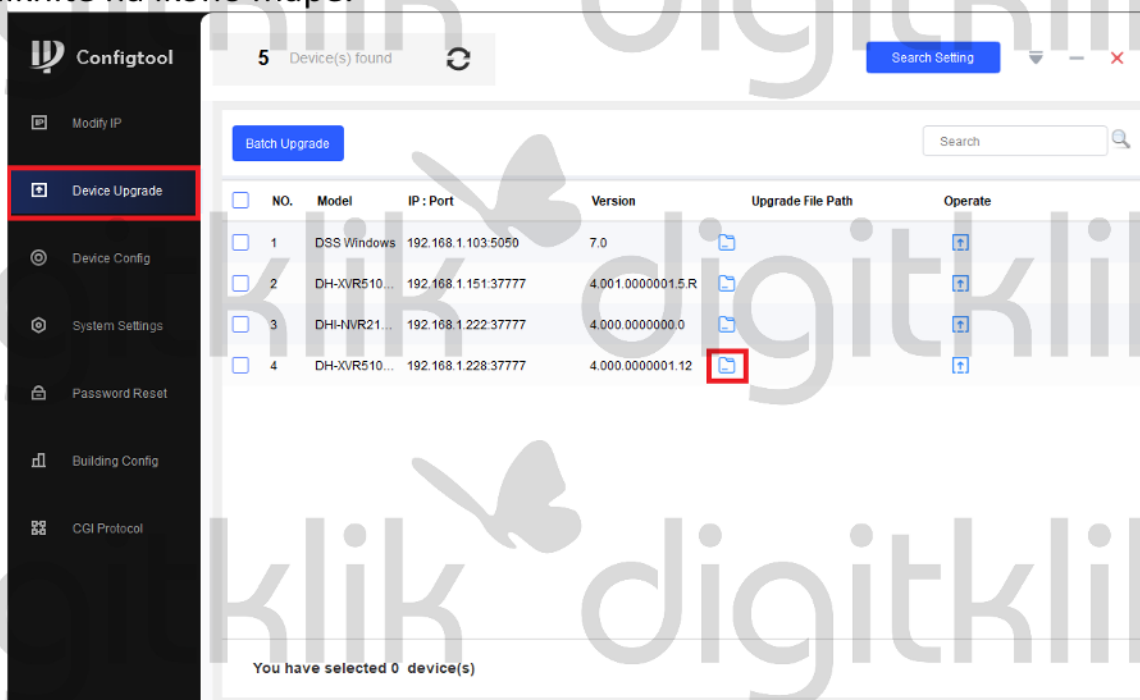 Configtool
5 Device(s) found
Search Setting
Modify IP
Batch Upgrade
Search
Device Upgrade
NO. Model IP : Port Version Upgrade File Path Operate
1 DSS Windows 192.168.1.103:5050 7.0
Device Config
2 DH-XVR510... 192.168.1.151:37777 4.001.0000001.5.R
System Settings
3 DHI-NVR21... 192.168.1.222:37777 4.000.0000000.0
4 DH-XVR510... 192.168.1.228:37777 4.000.0000001.12
Password Reset
Building Config
CGI Protocol
You have selected 0 device(s)
digitklik
digitklik